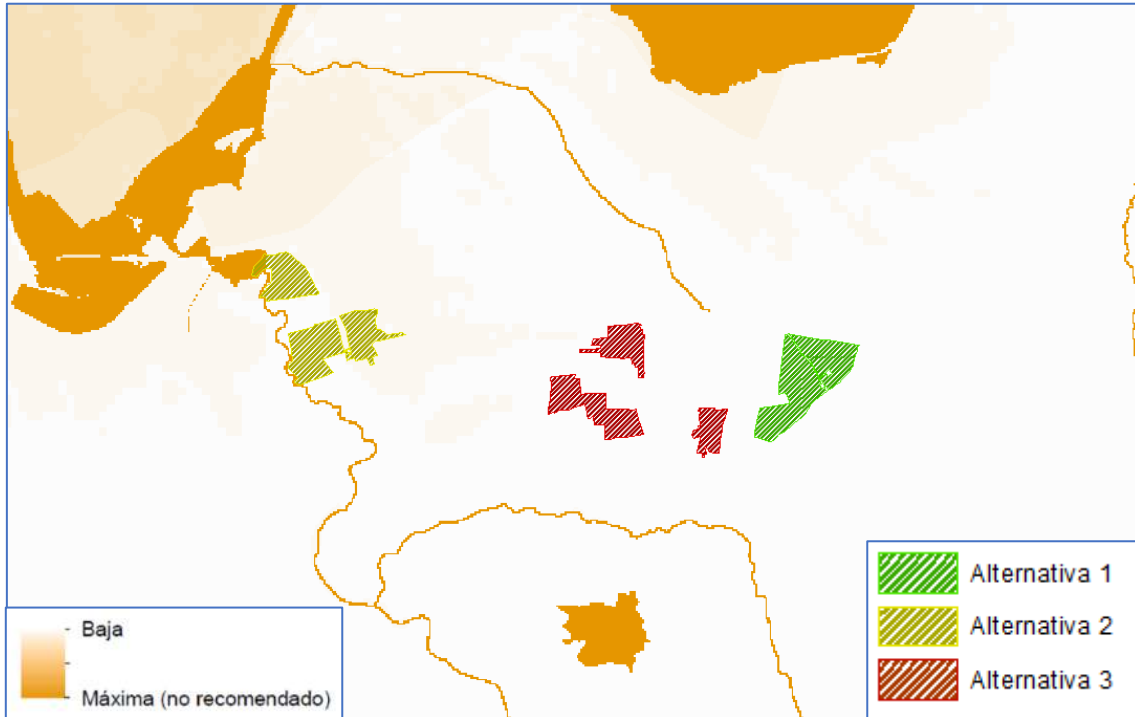 Baja
Máxima (no recomendado)
Alternativa 1
Alternativa 2
Alternativa 3